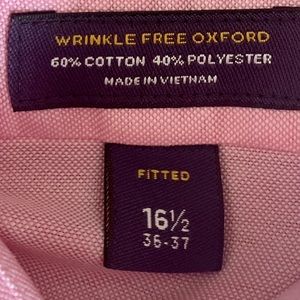 WRINKLE FREE OXFORD
60% COTTON 40% POLYESTER
MADE IN VIETNAM
FITTED
16½
36-37